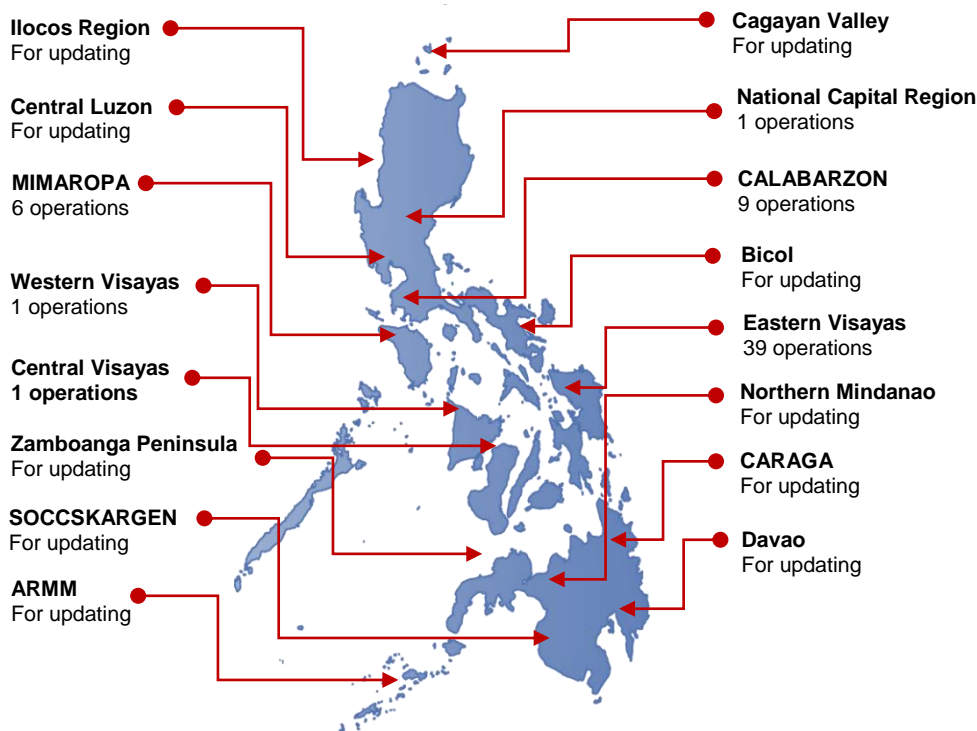 Ilocos Region
For updating
Central Luzon
For updating
MIMAROPA
6 operations
Western Visayas
1 operations
Central Visayas
1 operations
Zamboanga Peninsula
For updating
SOCCSKARGEN
For updating
ARMM
For updating
Cagayan Valley
For updating
National Capital Region
1 operations
CALABARZON
9 operations
Bicol
For updating
Eastern Visayas
39 operations
Northern Mindanao
For updating
CARAGA
For updating
Davao
For updating